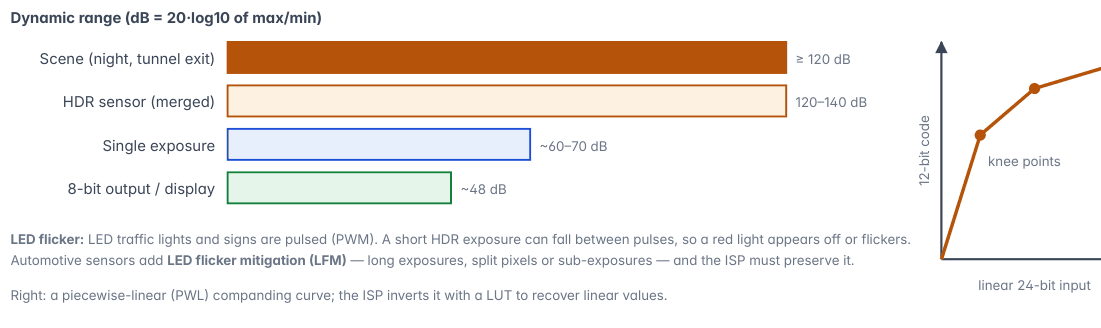 Dynamic range (dB = 20·log10 of max/min)
Scene (night, tunnel exit)
≥ 120 dB
HDR sensor (merged)
120–140 dB
Single exposure
~60–70 dB
8-bit output / display
~48 dB
12-bit code
knee points
linear 24-bit input
LED flicker: LED traffic lights and signs are pulsed (PWM). A short HDR exposure can fall between pulses, so a red light appears off or flickers.
Automotive sensors add LED flicker mitigation (LFM) — long exposures, split pixels or sub-exposures — and the ISP must preserve it.
Right: a piecewise-linear (PWL) companding curve; the ISP inverts it with a LUT to recover linear values.